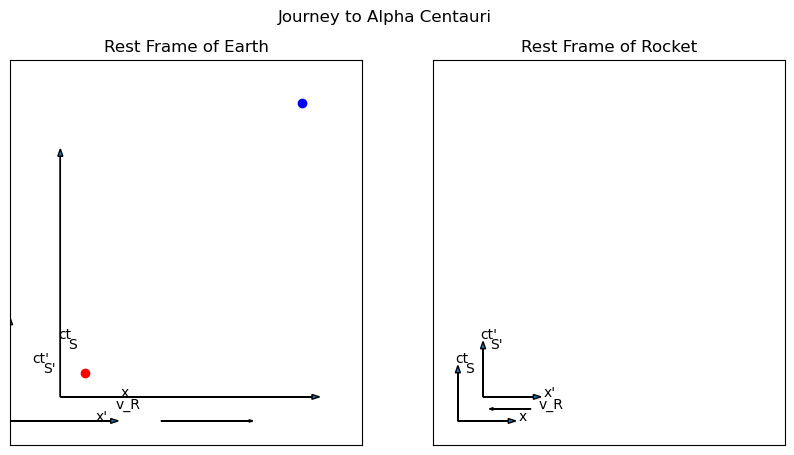 Journey to Alpha Centauri
Rest Frame of Earth
ct
S
ct'
S'
x
v_R
x'
Rest Frame of Rocket
ct'
S'
ct
S
x'
v_R
x